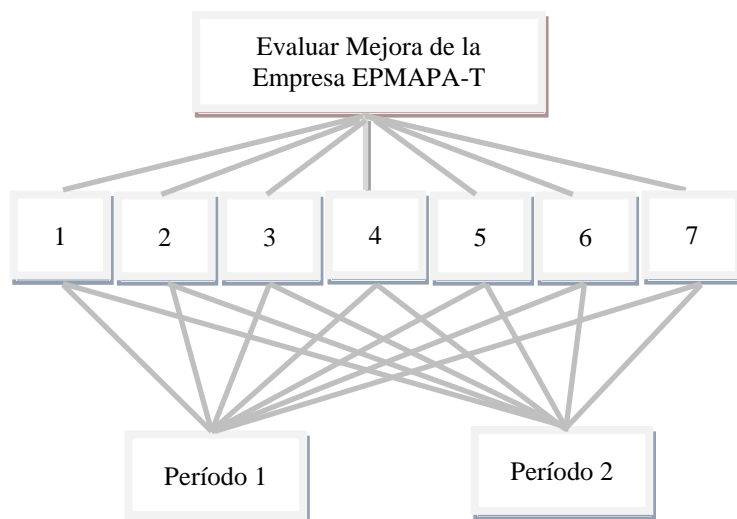 Evaluar Mejora de la
Empresa EPMAPA-T
1 2 3 4 5 6 7
Período 1
Período 2